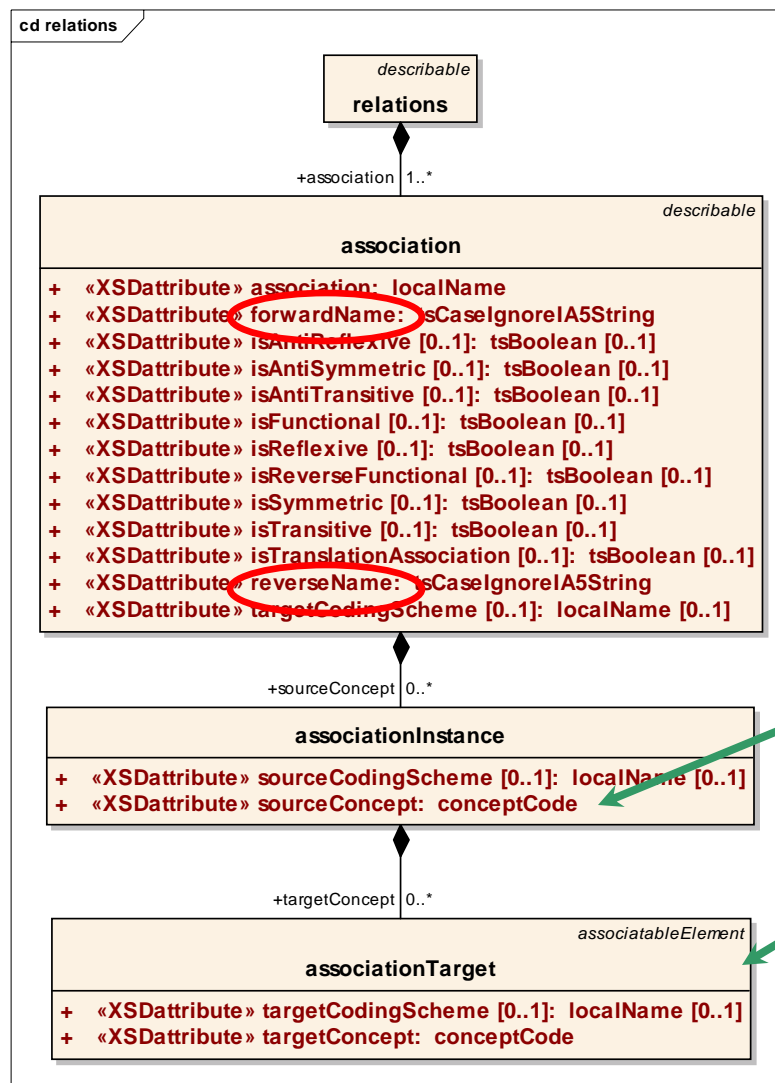 cd relations
describable
relations
+association 1..*
describable
association
+ «XSDattribute» association: localName
+ «XSDattribute» forwardName: tsCaseIgnoreIA5String
+ «XSDattribute» isAntiReflexive [0..1]: tsBoolean [0..1]
+ «XSDattribute» isAntiSymmetric [0..1]: tsBoolean [0..1]
+ «XSDattribute» isAntiTransitive [0..1]: tsBoolean [0..1]
+ «XSDattribute» isFunctional [0..1]: tsBoolean [0..1]
+ «XSDattribute» isReflexive [0..1]: tsBoolean [0..1]
+ «XSDattribute» isReverseFunctional [0..1]: tsBoolean [0..1]
+ «XSDattribute» isSymmetric [0..1]: tsBoolean [0..1]
+ «XSDattribute» isTransitive [0..1]: tsBoolean [0..1]
+ «XSDattribute» isTranslationAssociation [0..1]: tsBoolean [0..1]
+ «XSDattribute» reverseName: tsCaseIgnoreIA5String
+ «XSDattribute» targetCodingScheme [0..1]: localName [0..1]
+sourceConcept 0..*
associationInstance
+ «XSDattribute» sourceCodingScheme [0..1]: localName [0..1]
+ «XSDattribute» sourceConcept: conceptCode
+targetConcept 0..*
associatableElement
associationTarget
+ «XSDattribute» targetCodingScheme [0..1]: localName [0..1]
+ «XSDattribute» targetConcept: conceptCode